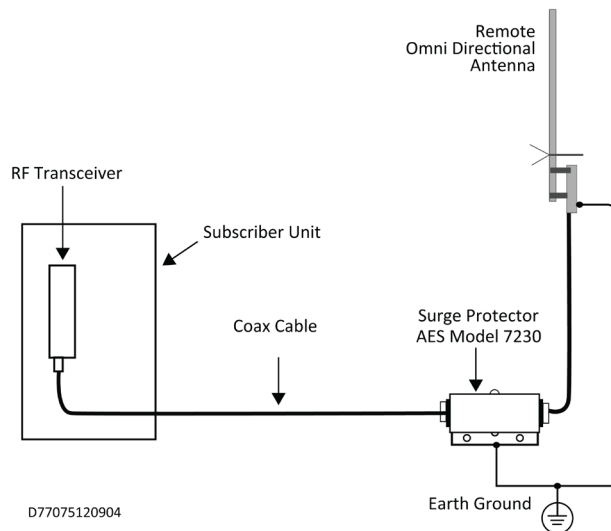 Remote
Omni Directional
Antenna
RF Transceiver
Subscriber Unit
Coax Cable
Surge Protector
AES Model 7230
Earth Ground
D77075120904